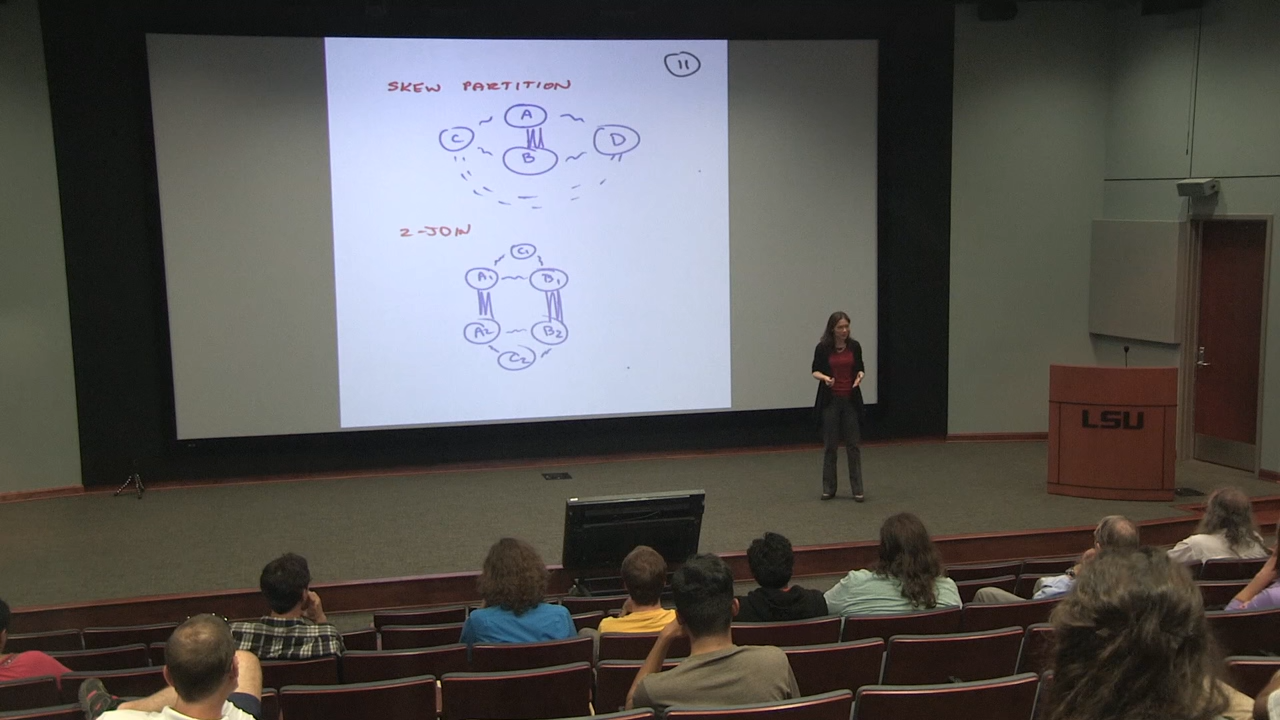 11
SKEW PARTITION
A
C
D
B
2-JOIN
C1
A1 B1
A2 B2
C2
LSU